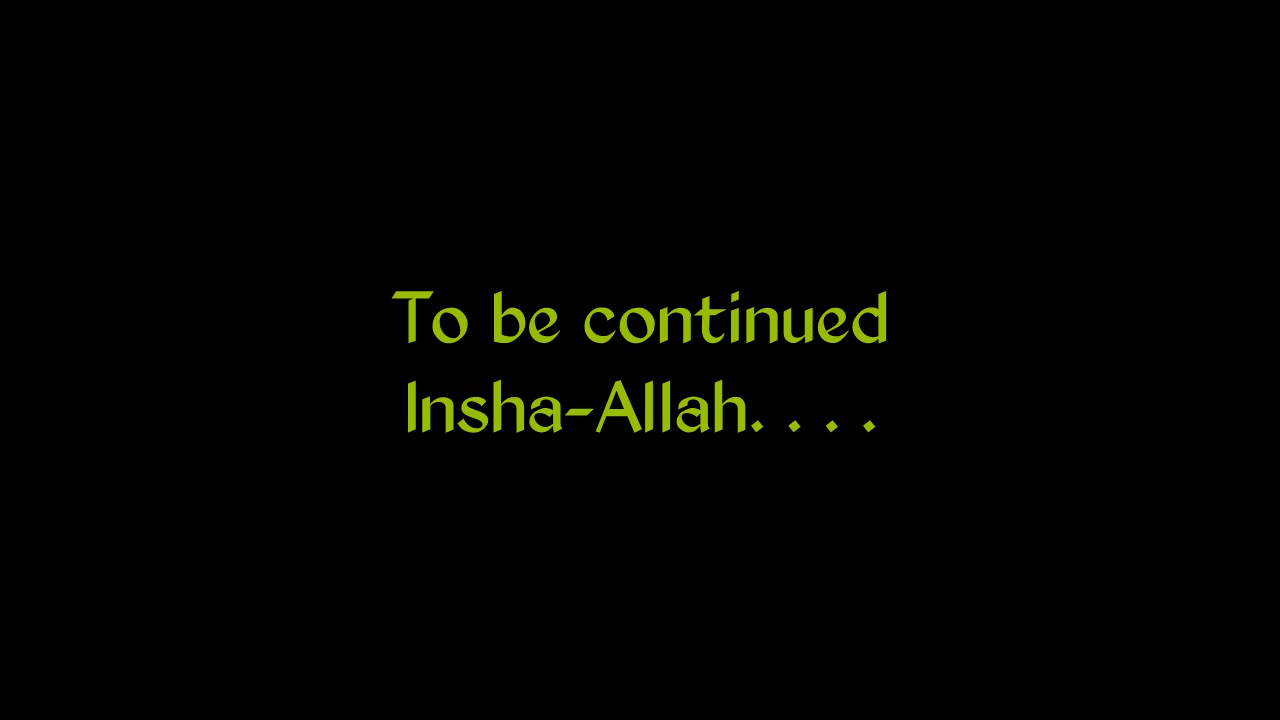 To be continued
Insha-Allah. . . .